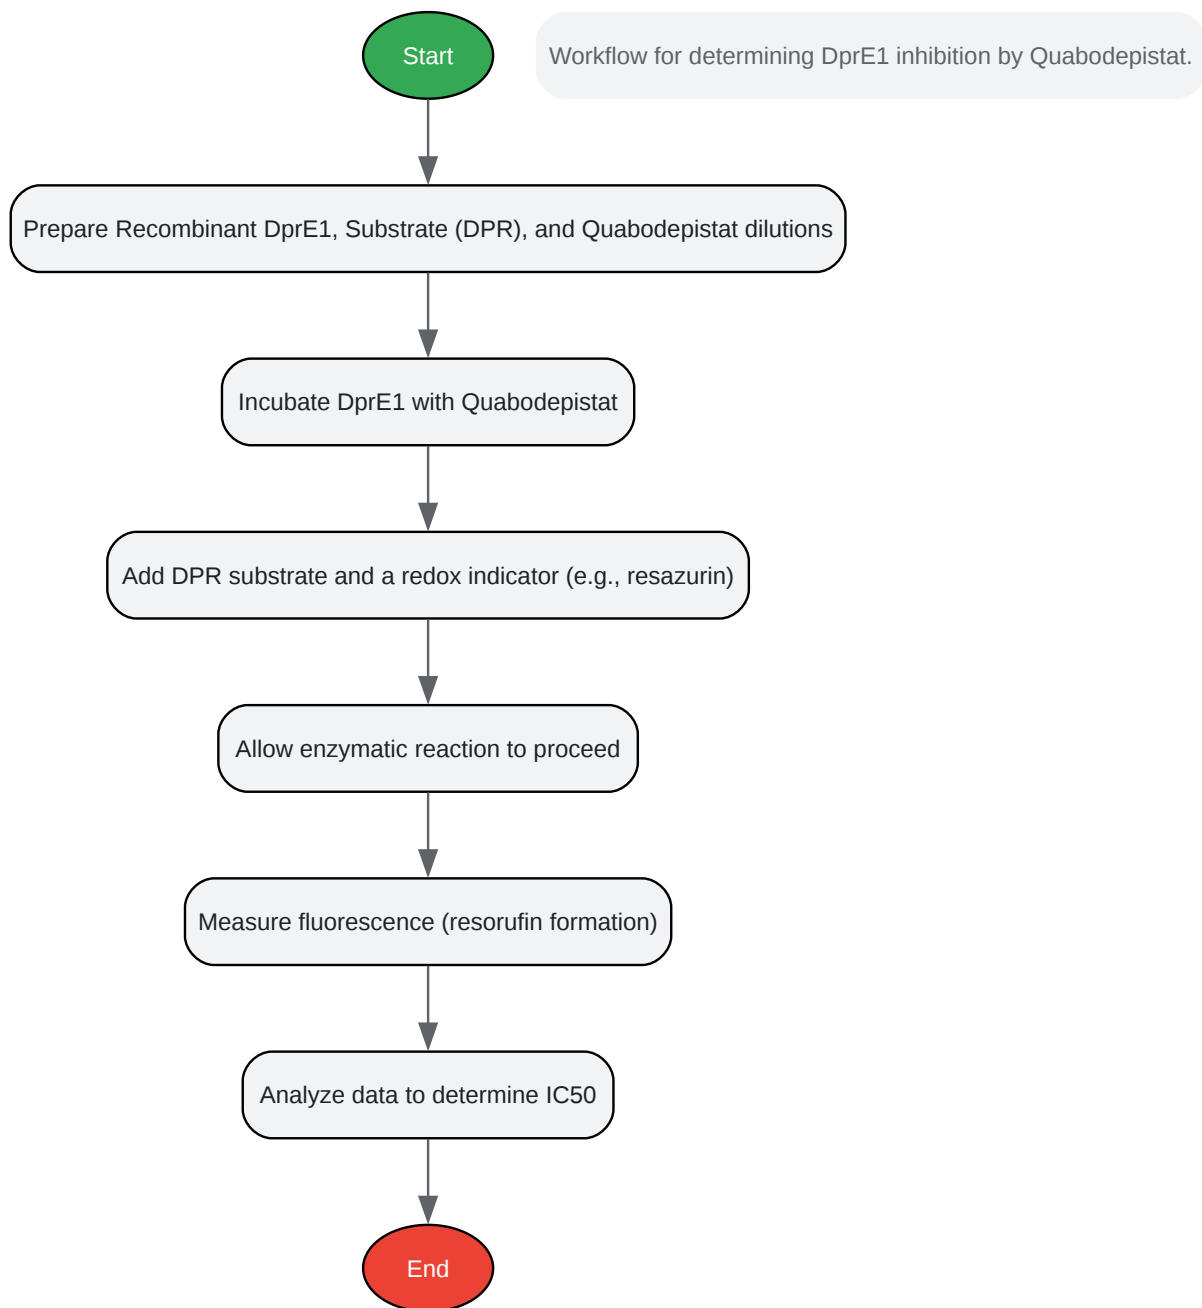 Start
Workflow for determining DprE1 inhibition by Quabodepistat.
Prepare Recombinant DprE1, Substrate (DPR), and Quabodepistat dilutions
Incubate DprE1 with Quabodepistat
Add DPR substrate and a redox indicator (e.g., resazurin)
Allow enzymatic reaction to proceed
Measure fluorescence (resorufin formation)
Analyze data to determine IC50
End